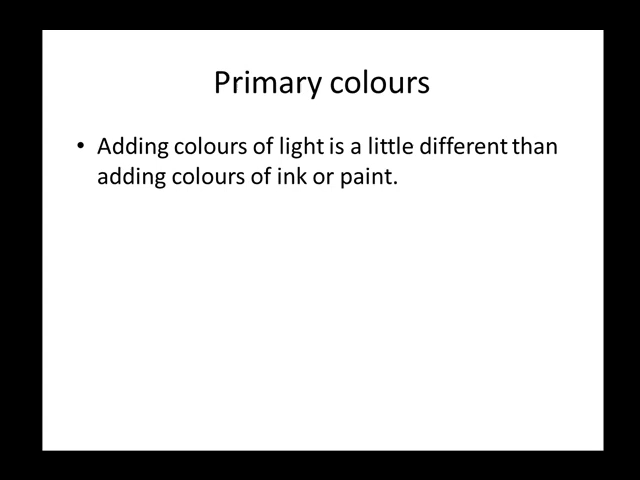 Primary colours
• Adding colours of light is a little different than
adding colours of ink or paint.